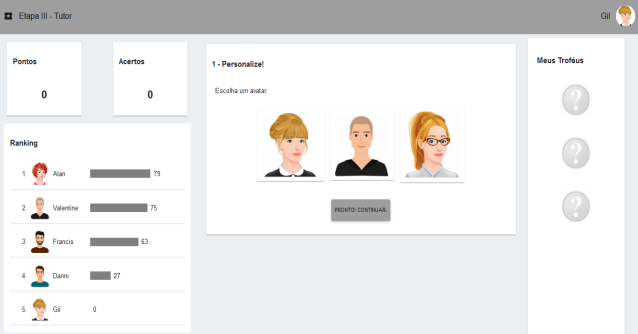 Etapa III - Tutor
Gil
Pontos
0
Acertos
0
Ranking
1. Alan 79
2. Valentine 75
3. Francis 63
4. Danni 27
5. Gil 0
1 - Personalize!
Escolha um avatar:
PRONTO! CONTINUAR.
Meus Troféus
?
?
?